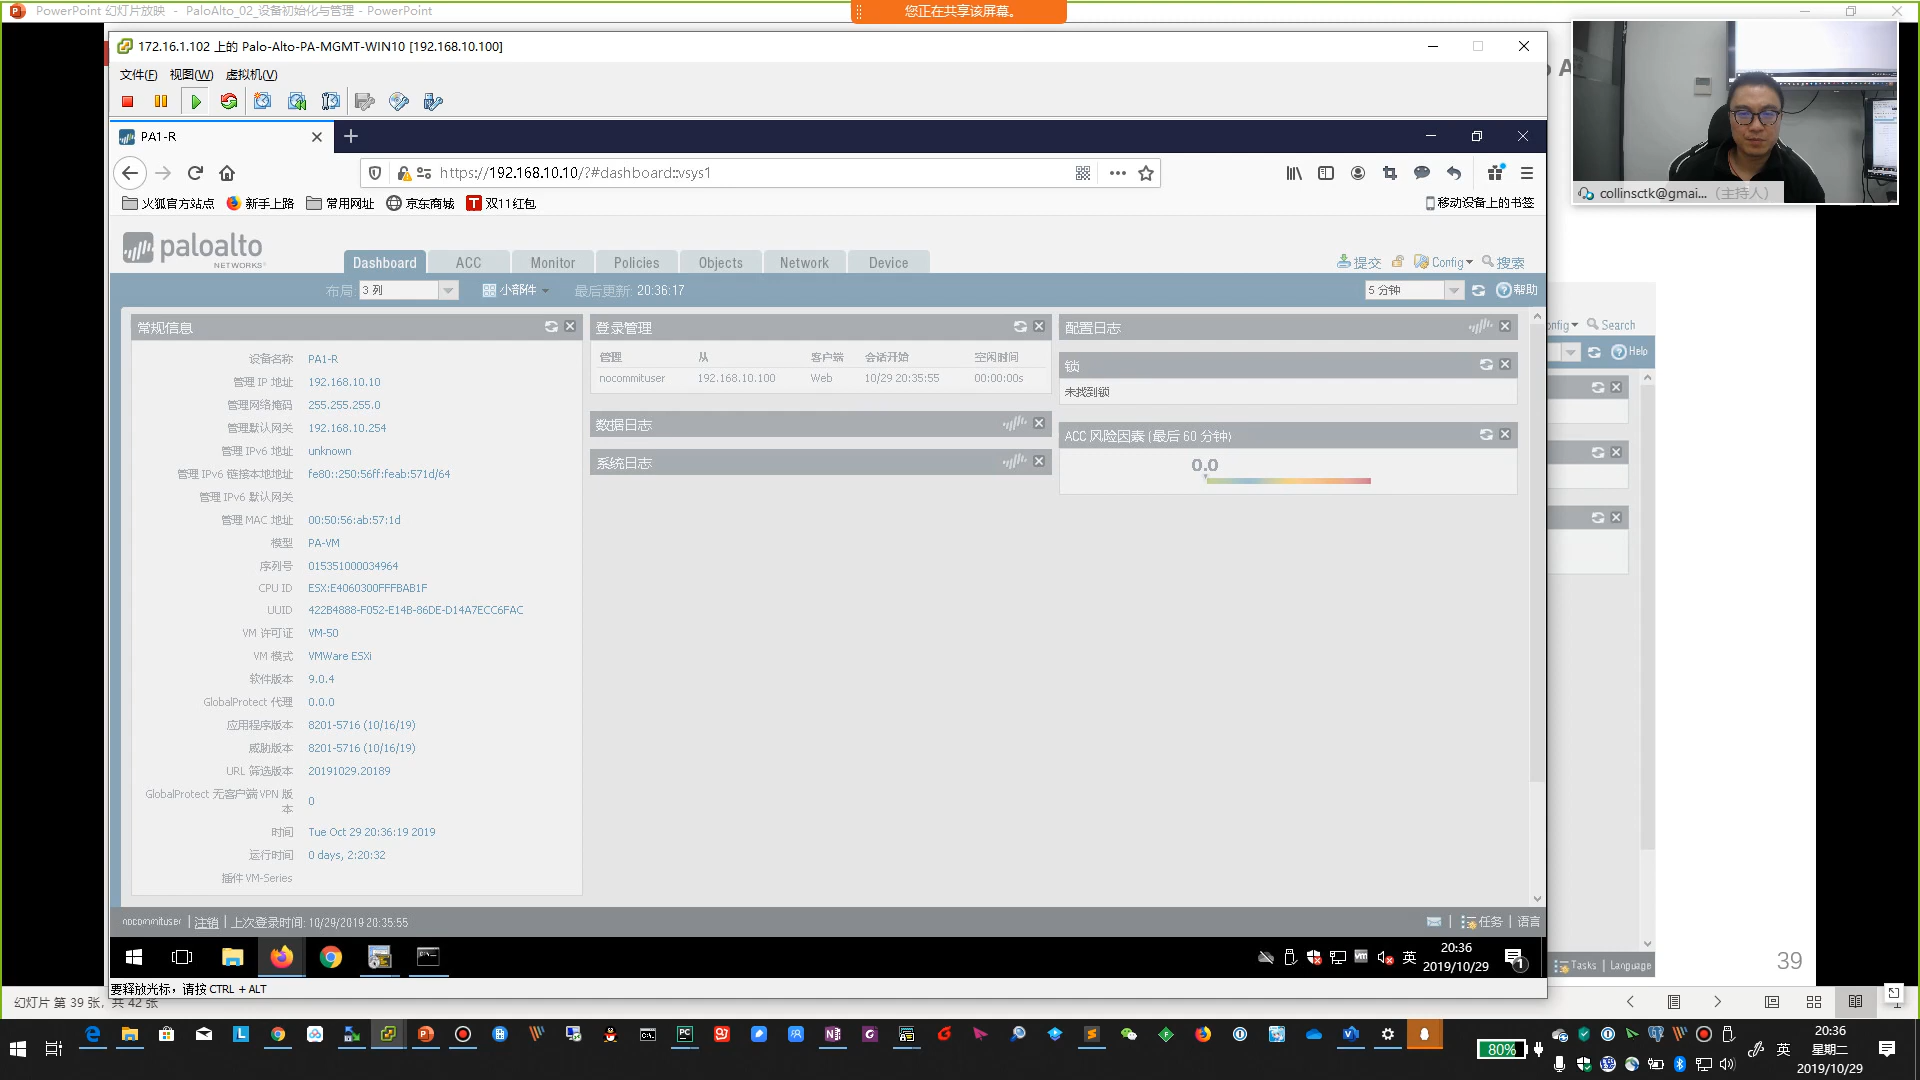 PowerPoint 幻灯片放映 - PaloAlto_02_设备初始化与管理 - PowerPoint
您正在共享该屏幕。
172.16.1.102 上的 Palo-Alto-PA-MGMT-WIN10 [192.168.10.100]
文件(F) 视图(W) 虚拟机(V)
PA1-R
https://192.168.10.10/?#dashboard::vsys1
火狐官方站点 新手上路 常用网址 京东商城 双11红包 移动设备上的书签
collinsctk@gmai... (主持人)
paloalto
NETWORKS
Dashboard ACC Monitor Policies Objects Network Device
提交 Config 搜索
布局 3 列 小部件 最后更新: 20:36:17 5 分钟 帮助
常规信息
设备名称 PA1-R
管理 IP 地址 192.168.10.10
管理网络掩码 255.255.255.0
管理默认网关 192.168.10.254
管理 IPv6 地址 unknown
管理 IPv6 链接本地地址 fe80::250:56ff:feab:571d/64
管理 IPv6 默认网关
管理 MAC 地址 00:50:56:ab:57:1d
模型 PA-VM
序列号 015351000034964
CPU ID ESX:E4060300FFFBAB1F
UUID 422B4888-F052-E14B-86DE-D14A7ECC6FAC
VM 许可证 VM-50
VM 模式 VMWare ESXi
软件版本 9.0.4
GlobalProtect 代理 0.0.0
应用程序版本 8201-5716 (10/16/19)
威胁版本 8201-5716 (10/16/19)
URL 筛选版本 20191029.20189
GlobalProtect 无客户端 VPN 版本 0
时间 Tue Oct 29 20:36:19 2019
运行时间 0 days, 2:20:32
插件 VM-Series
登录管理
管理 从 客户端 会话开始 空闲时间
nocommituser 192.168.10.100 Web 10/29 20:35:55 00:00:00s
数据日志
系统日志
配置日志
锁
未找到锁
ACC 风险因素 (最后 60 分钟)
0.0
nfig Search
Help
nocommituser | 注销 | 上次登录时间: 10/29/2019 20:35:55
任务 | 语言
英 20:36
2019/10/29
1
Tasks | Language
39
要释放光标，请按 CTRL + ALT
幻灯片 第 39 张，共 42 张
80%
英
20:36
星期二
2019/10/29